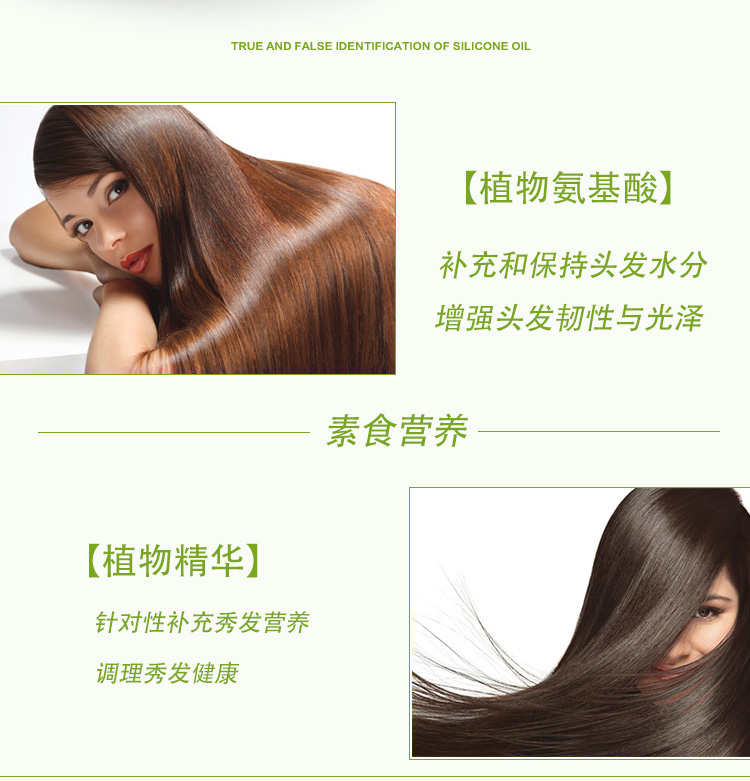 TRUE AND FALSE IDENTIFICATION OF SILICONE OIL
【植物氨基酸】
补充和保持头发水分
增强头发韧性与光泽
素食营养
【植物精华】
针对性补充秀发营养
调理秀发健康